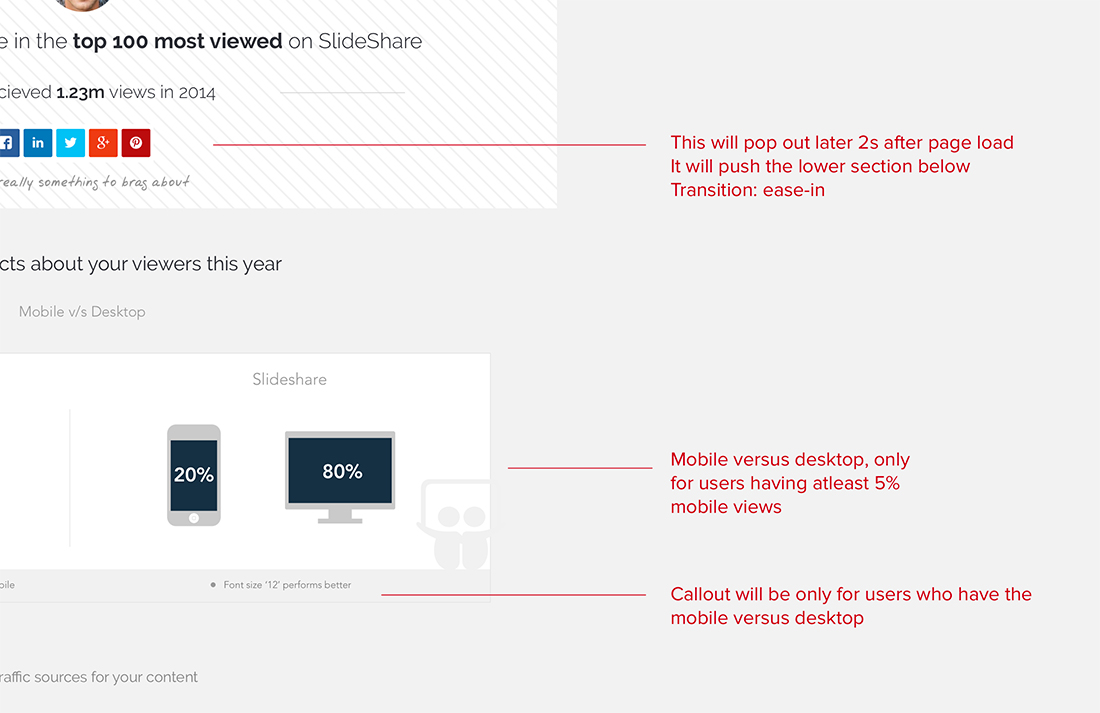 in the top 100 most viewed on SlideShare
1.23m views in 2014
in
g+
really something to brag about
This will pop out later 2s after page load
It will push the lower section below
Transition: ease-in
about your viewers this year
Mobile v/s Desktop
Slideshare
20%
80%
Mobile versus desktop, only
for users having atleast 5%
mobile views
• Font size '12' performs better
Callout will be only for users who have the
mobile versus desktop
sources for your content